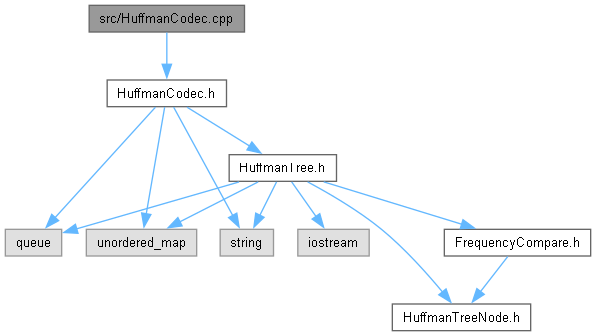 src/HuffmanCodec.cpp
HuffmanCodec.h
HuffmanTree.h
queue
unordered_map
string
iostream
FrequencyCompare.h
HuffmanTreeNode.h